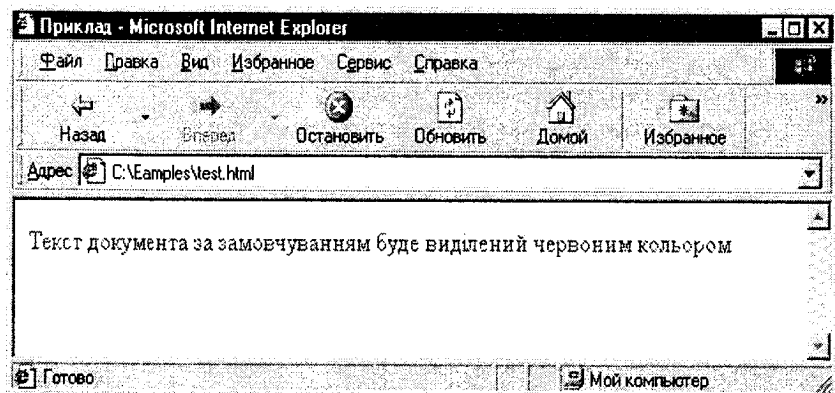 Приклад - Microsoft Internet Explorer
Файл Правка Вид Избранное Сервис Справка
Назад Вперед Остановить Обновить Домой Избранное
Адрес C:\Eamples\test.html
Текст документа за замовчуванням буде виділений червоним кольором
Готово Мой компьютер